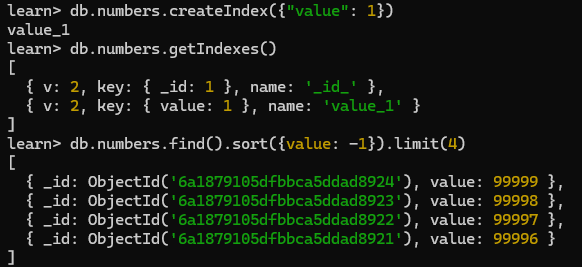 learn> db.numbers.createIndex({"value": 1})
value_1
learn> db.numbers.getIndexes()
[
  { v: 2, key: { _id: 1 }, name: '_id_' },
  { v: 2, key: { value: 1 }, name: 'value_1' }
]
learn> db.numbers.find().sort({value: -1}).limit(4)
[
  { _id: ObjectId('6a1879105dfbbca5ddad8924'), value: 99999 },
  { _id: ObjectId('6a1879105dfbbca5ddad8923'), value: 99998 },
  { _id: ObjectId('6a1879105dfbbca5ddad8922'), value: 99997 },
  { _id: ObjectId('6a1879105dfbbca5ddad8921'), value: 99996 }
]